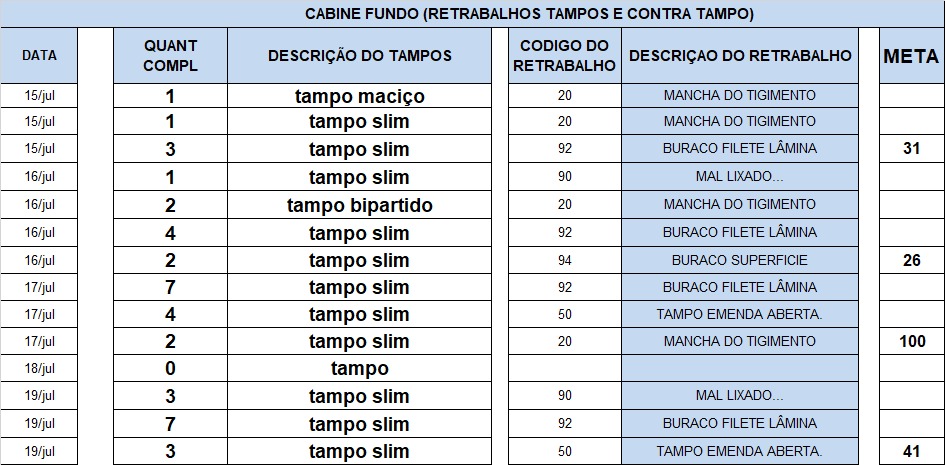 CABINE FUNDO (RETRABALHOS TAMPOS E CONTRA TAMPO)
DATA QUANT COMPL DESCRIÇÃO DO TAMPOS CODIGO DO RETRABALHO DESCRIÇAO DO RETRABALHO META
15/jul 1 tampo maciço 20 MANCHA DO TIGIMENTO
15/jul 1 tampo slim 20 MANCHA DO TIGIMENTO
15/jul 3 tampo slim 92 BURACO FILETE LÂMINA 31
16/jul 1 tampo slim 90 MAL LIXADO...
16/jul 2 tampo bipartido 20 MANCHA DO TIGIMENTO
16/jul 4 tampo slim 92 BURACO FILETE LÂMINA
16/jul 2 tampo slim 94 BURACO SUPERFICIE 26
17/jul 7 tampo slim 92 BURACO FILETE LÂMINA
17/jul 4 tampo slim 50 TAMPO EMENDA ABERTA.
17/jul 2 tampo slim 20 MANCHA DO TIGIMENTO 100
18/jul 0 tampo
19/jul 3 tampo slim 90 MAL LIXADO...
19/jul 7 tampo slim 92 BURACO FILETE LÂMINA
19/jul 3 tampo slim 50 TAMPO EMENDA ABERTA. 41